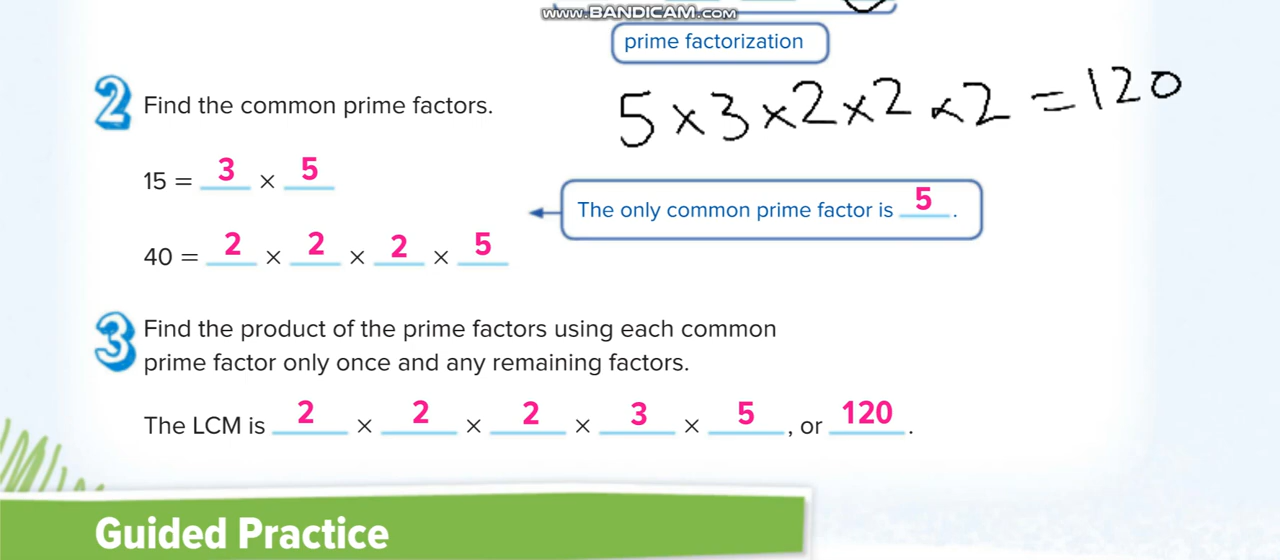 www.BANDICAM.com
prime factorization
2 Find the common prime factors.
5 × 3 × 2 × 2 × 2 = 120
15 = 3 × 5
The only common prime factor is 5.
40 = 2 × 2 × 2 × 5
3 Find the product of the prime factors using each common
prime factor only once and any remaining factors.
The LCM is 2 × 2 × 2 × 3 × 5, or 120.
Guided Practice